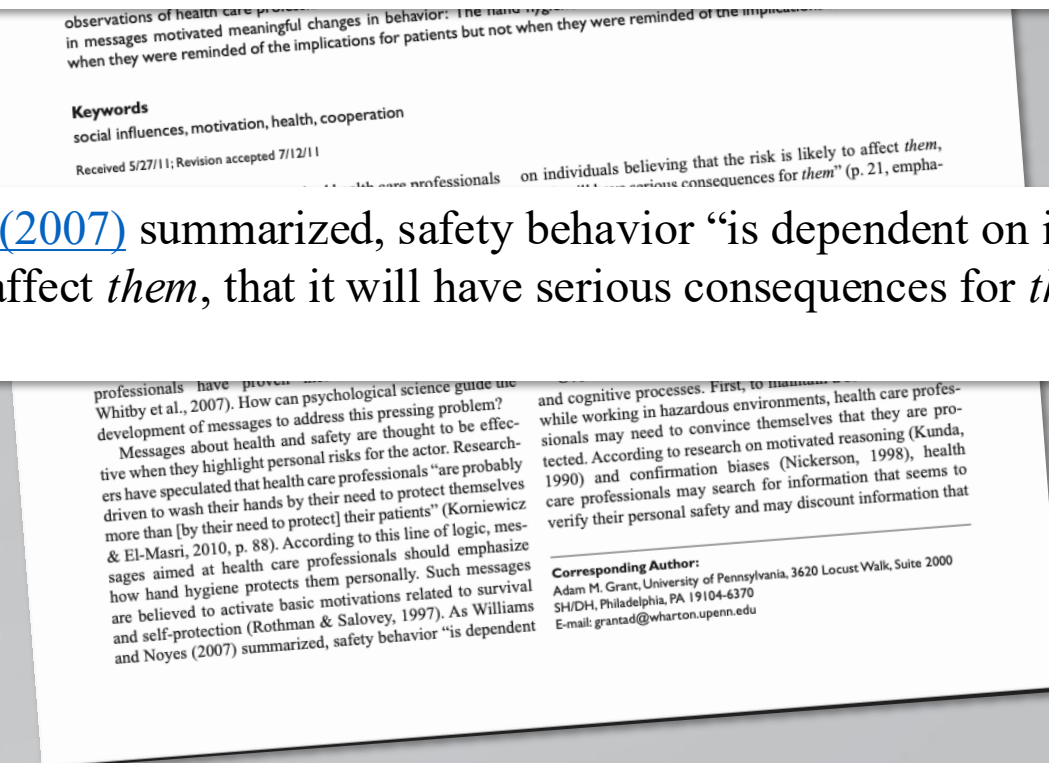 observations of health care
in messages motivated meaningful changes in behavior: The hand
when they were reminded of the implications for patients but not when they were reminded of the
Keywords
social influences, motivation, health, cooperation
Received 5/27/11; Revision accepted 7/12/11
care professionals
on individuals believing that the risk is likely to affect them,
serious consequences for them” (p. 21, empha-
(2007) summarized, safety behavior “is dependent on i
affect them, that it will have serious consequences for th
professionals have
Whitby et al., 2007). How can psychological science guide the
development of messages to address this pressing problem?
Messages about health and safety are thought to be effec-
tive when they highlight personal risks for the actor. Research-
ers have speculated that health care professionals “are probably
driven to wash their hands by their need to protect themselves
more than [by their need to protect] their patients” (Korniewicz
& El-Masri, 2010, p. 88). According to this line of logic, mes-
sages aimed at health care professionals should emphasize
how hand hygiene protects them personally. Such messages
are believed to activate basic motivations related to survival
and self-protection (Rothman & Salovey, 1997). As Williams
and Noyes (2007) summarized, safety behavior “is dependent
and cognitive processes. First, to
while working in hazardous environments, health care profes-
sionals may need to convince themselves that they are pro-
tected. According to research on motivated reasoning (Kunda,
1990) and confirmation biases (Nickerson, 1998), health
care professionals may search for information that seems to
verify their personal safety and may discount information that
Corresponding Author:
Adam M. Grant, University of Pennsylvania, 3620 Locust Walk, Suite 2000
SH/DH, Philadelphia, PA 19104-6370
E-mail: grantad@wharton.upenn.edu